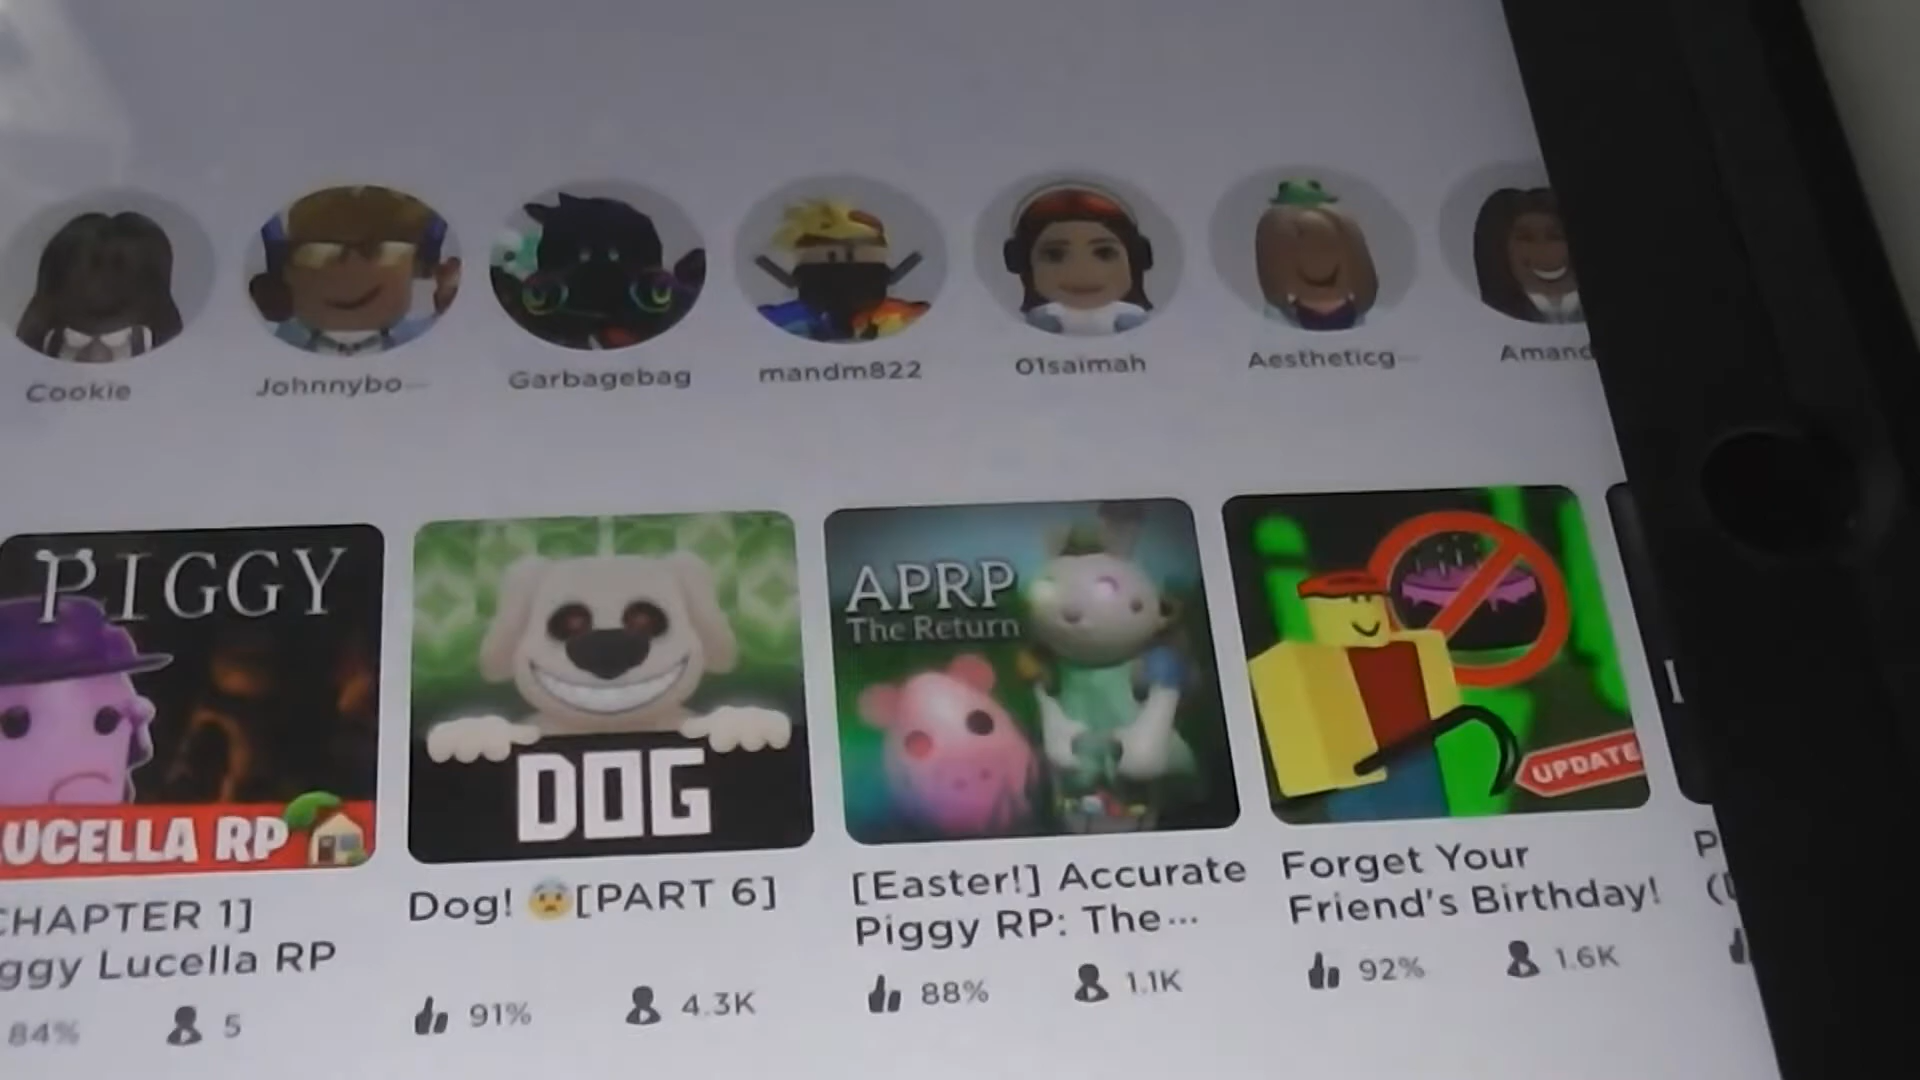 Cookie
Johnnybo...
Garbagebag
mandm822
01saimah
Aestheticg...
Amand
PIGGY
LUCELLA RP
DOG
APRP
The Return
UPDATE
CHAPTER 1]
ggy Lucella RP
84% 5
Dog! 😨[PART 6]
91% 4.3K
[Easter!] Accurate
Piggy RP: The...
88% 1.1K
Forget Your
Friend's Birthday!
92% 1.6K
P